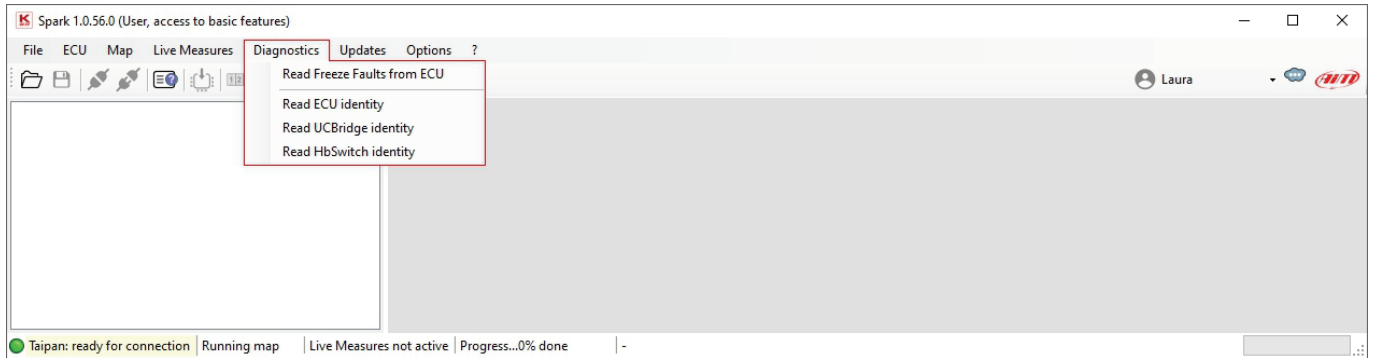 Spark 1.0.56.0 (User, access to basic features)
File ECU Map Live Measures Diagnostics Updates Options ?
Laura
AiM
Read Freeze Faults from ECU
Read ECU identity
Read UCBridge identity
Read HbSwitch identity
Taipan: ready for connection Running map Live Measures not active Progress...0% done -